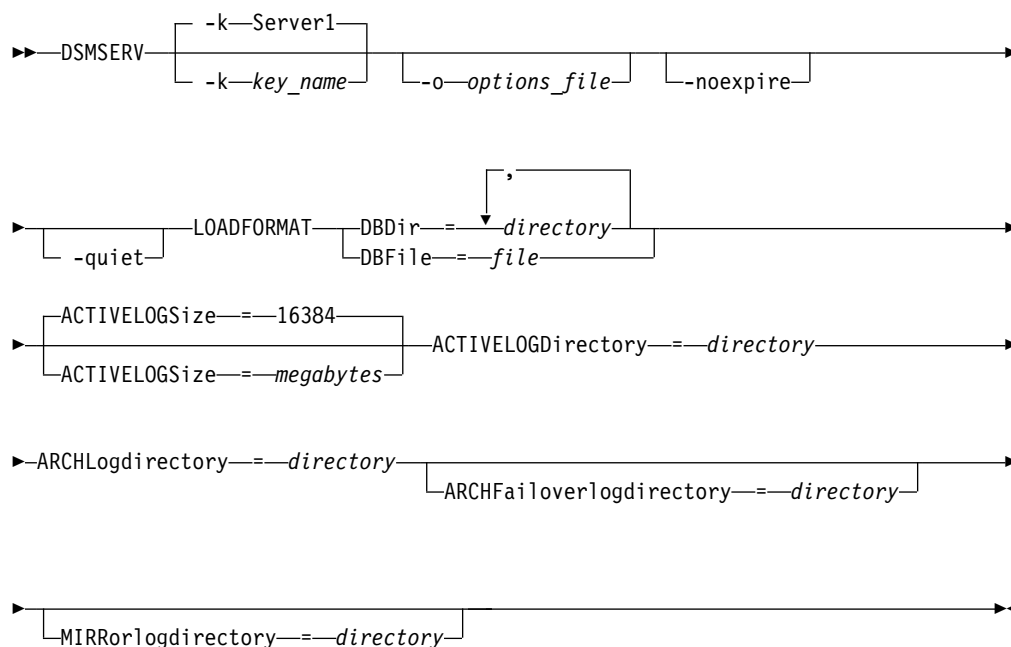 -k Server1
DSMSERV
-k key_name
-o options_file
-noexpire
,
-quiet
LOADFORMAT
DBDir = directory
DBFile = file
ACTIVELOGSize = 16384
ACTIVELOGSize = megabytes
ACTIVELOGDirectory = directory
ARCHLogdirectory = directory
ARCHFailoverlogdirectory = directory
MIRRorlogdirectory = directory